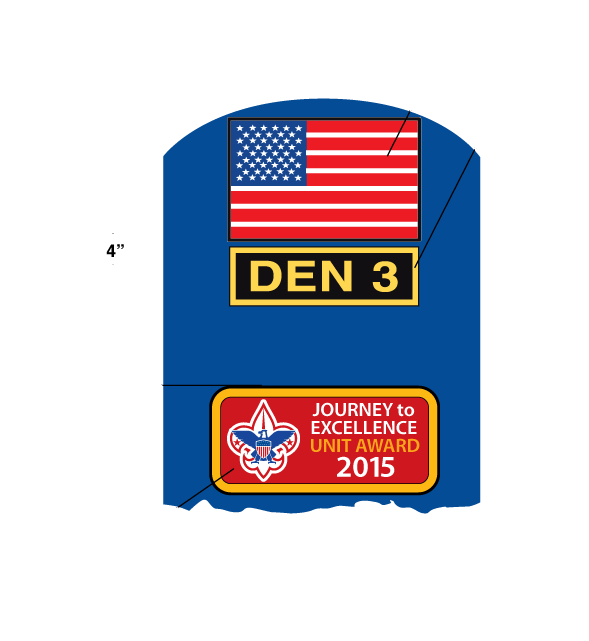 4”
DEN 3
JOURNEY to
EXCELLENCE
UNIT AWARD
2015